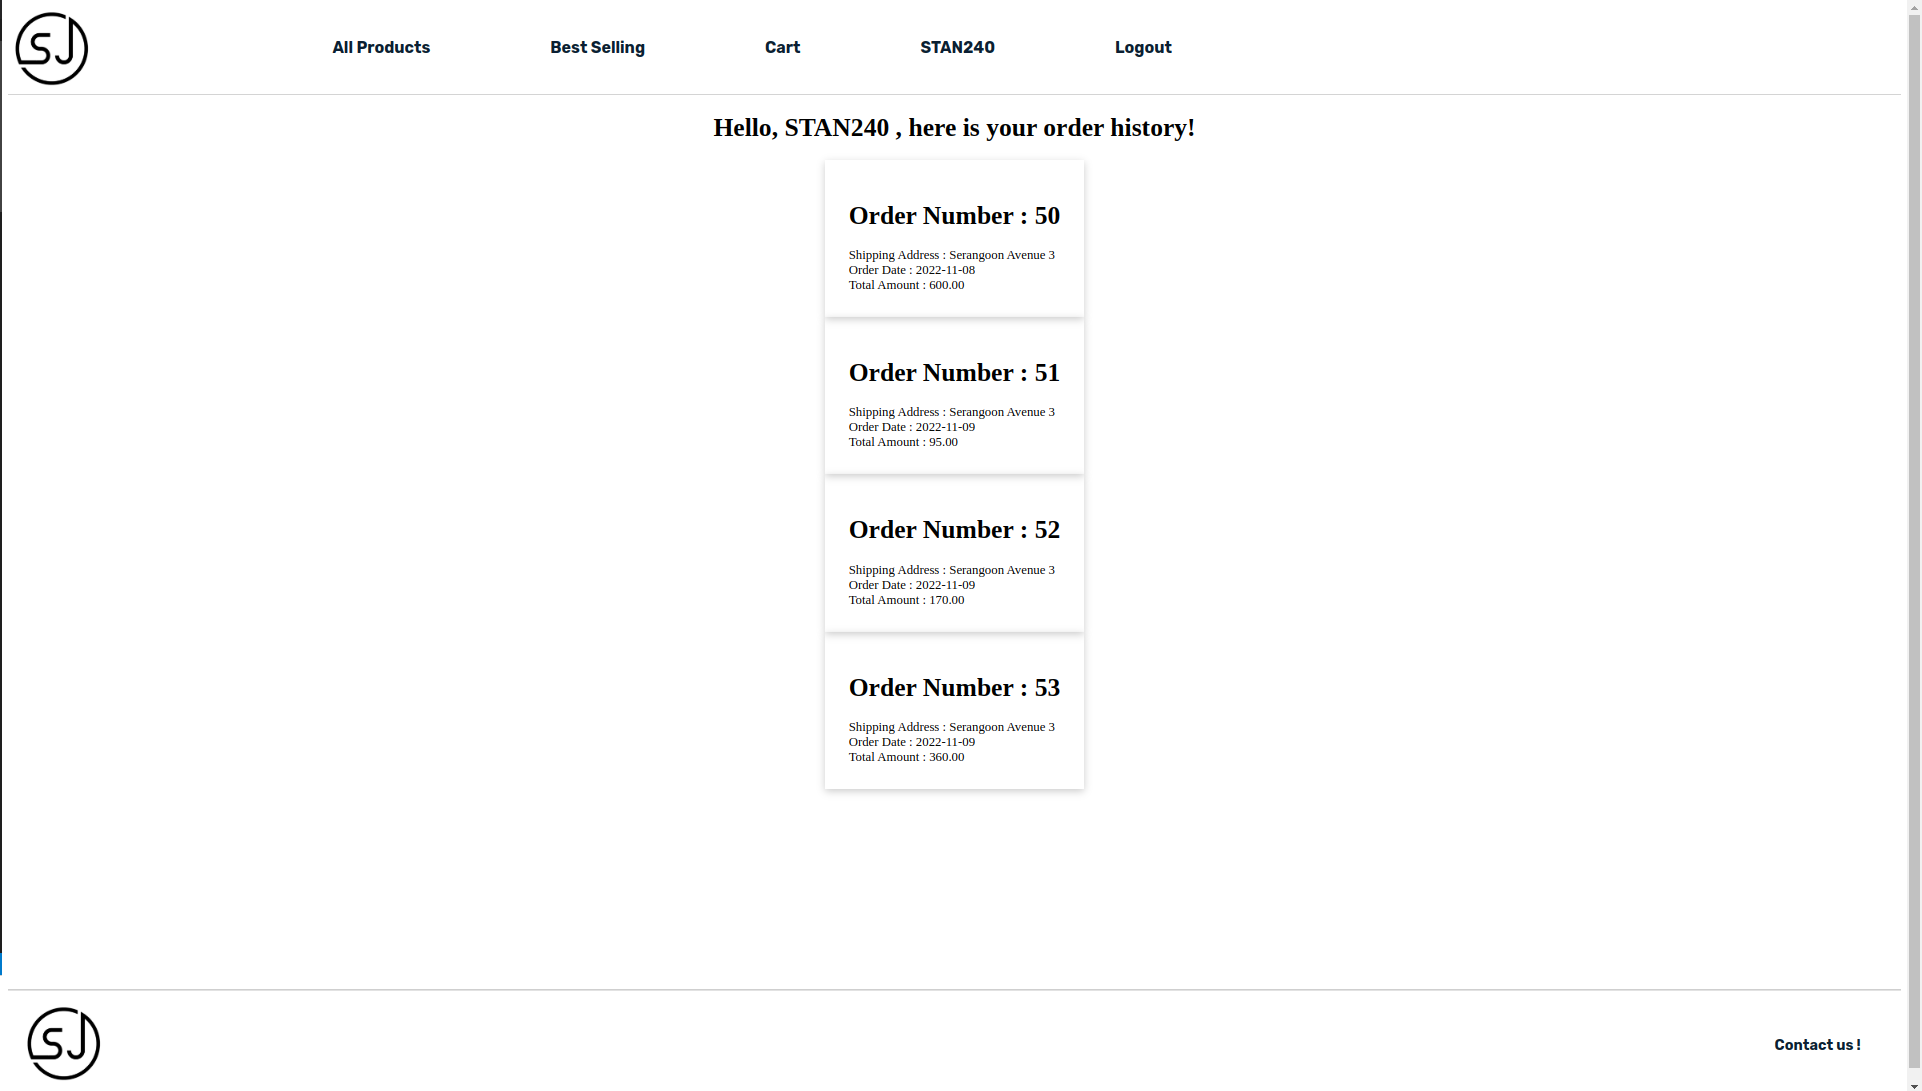 SJ
All Products
Best Selling
Cart
STAN240
Logout
Hello, STAN240 , here is your order history!
Order Number : 50
Shipping Address : Serangoon Avenue 3
Order Date : 2022-11-08
Total Amount : 600.00
Order Number : 51
Shipping Address : Serangoon Avenue 3
Order Date : 2022-11-09
Total Amount : 95.00
Order Number : 52
Shipping Address : Serangoon Avenue 3
Order Date : 2022-11-09
Total Amount : 170.00
Order Number : 53
Shipping Address : Serangoon Avenue 3
Order Date : 2022-11-09
Total Amount : 360.00
SJ
Contact us !